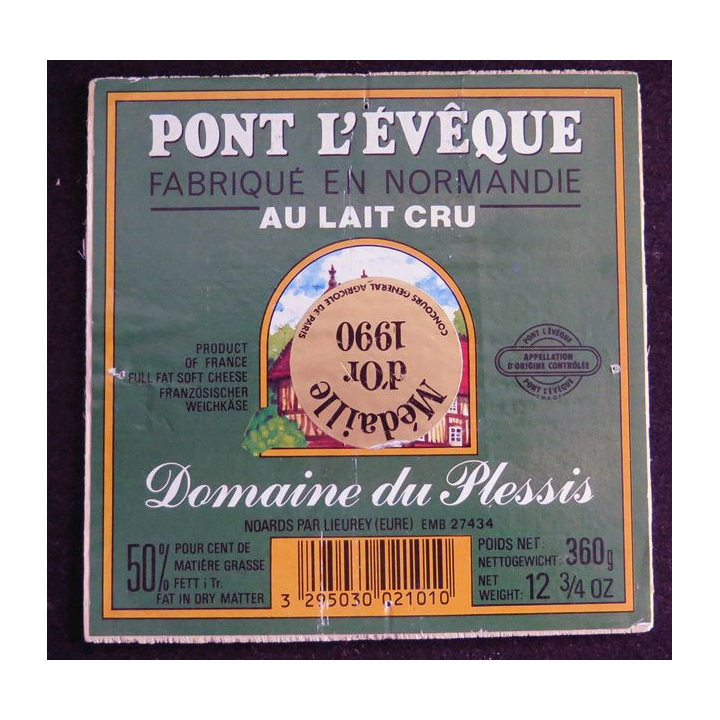 PONT L'ÉVÊQUE
FABRIQUÉ EN NORMANDIE
AU LAIT CRU
CONCOURS GENERAL AGRICOLE DE PARIS
Médaille
d'Or
1990
PRODUCT
OF FRANCE
FULL FAT SOFT CHEESE
FRANZÖSISCHER
WEICHKÄSE
PONT L'ÉVÊQUE
APPELLATION
D'ORIGINE CONTRÔLÉE
PONT L'EVÊQUE
Domaine du Plessis
NOARDS PAR LIEUREY (EURE) EMB 27434
50% POUR CENT DE
MATIÈRE GRASSE
FETT i Tr.
FAT IN DRY MATTER
3 295030 021010
POIDS NET: 360g
NETTOGEWICHT:
NET
WEIGHT: 12 3/4 OZ